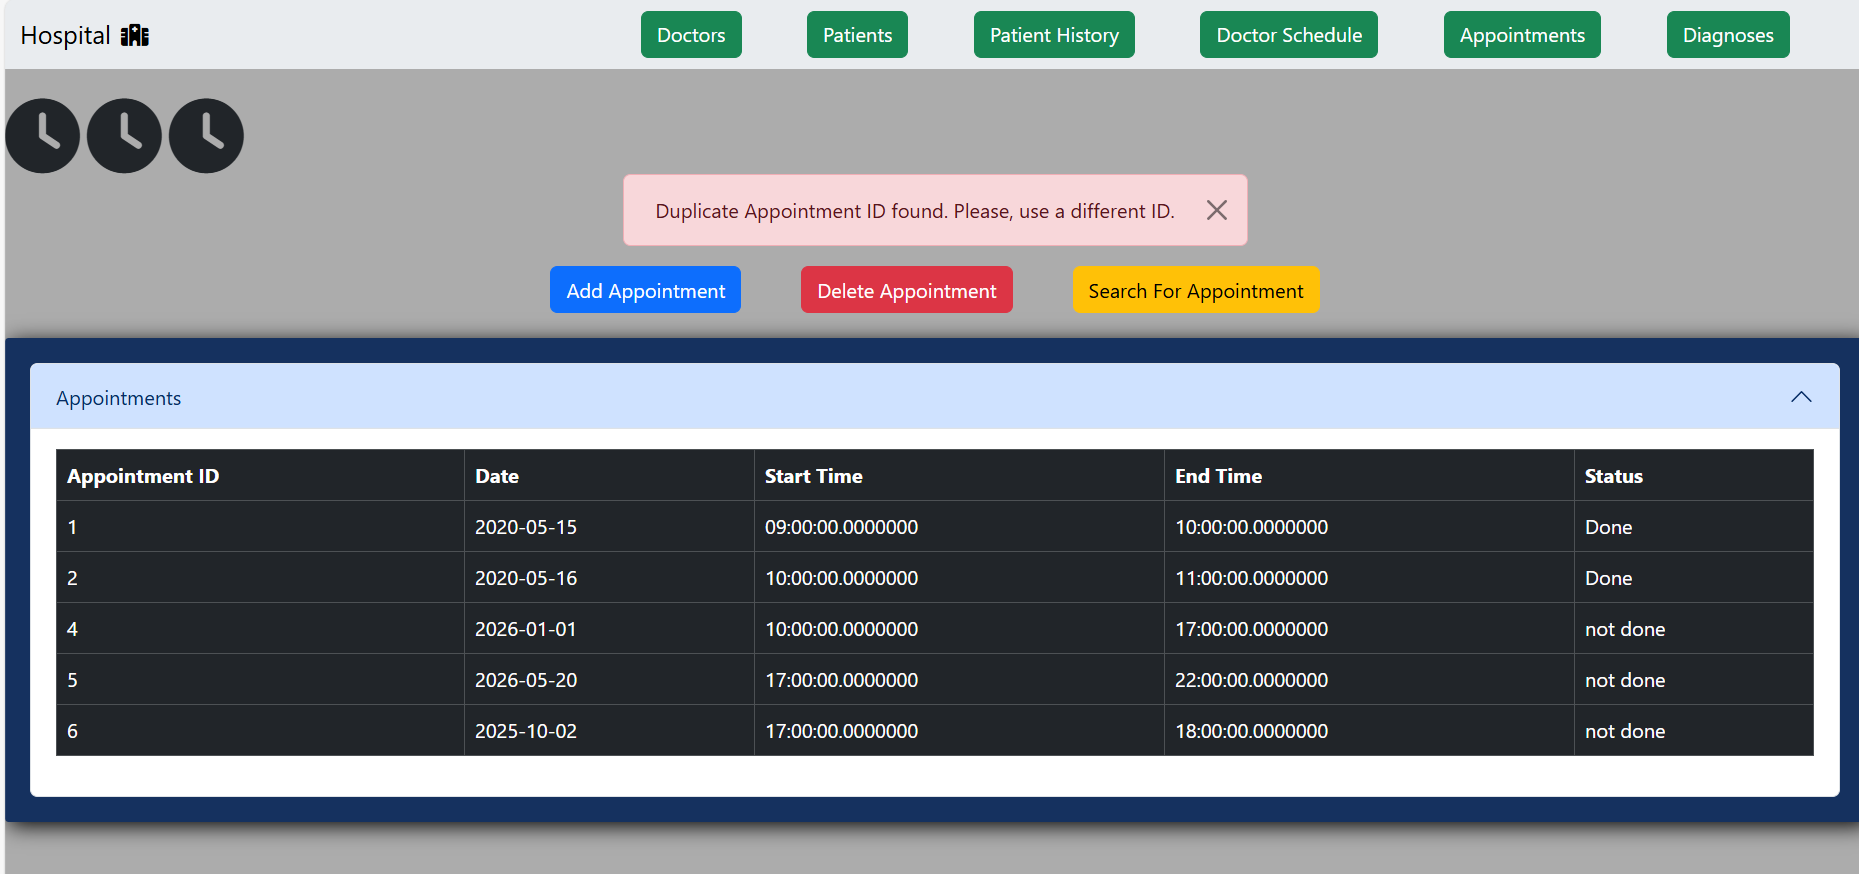 Hospital Doctors Patients Patient History Doctor Schedule Appointments Diagnoses
Duplicate Appointment ID found. Please, use a different ID.
Add Appointment Delete Appointment Search For Appointment
Appointments
Appointment ID Date Start Time End Time Status
1 2020-05-15 09:00:00.0000000 10:00:00.0000000 Done
2 2020-05-16 10:00:00.0000000 11:00:00.0000000 Done
4 2026-01-01 10:00:00.0000000 17:00:00.0000000 not done
5 2026-05-20 17:00:00.0000000 22:00:00.0000000 not done
6 2025-10-02 17:00:00.0000000 18:00:00.0000000 not done